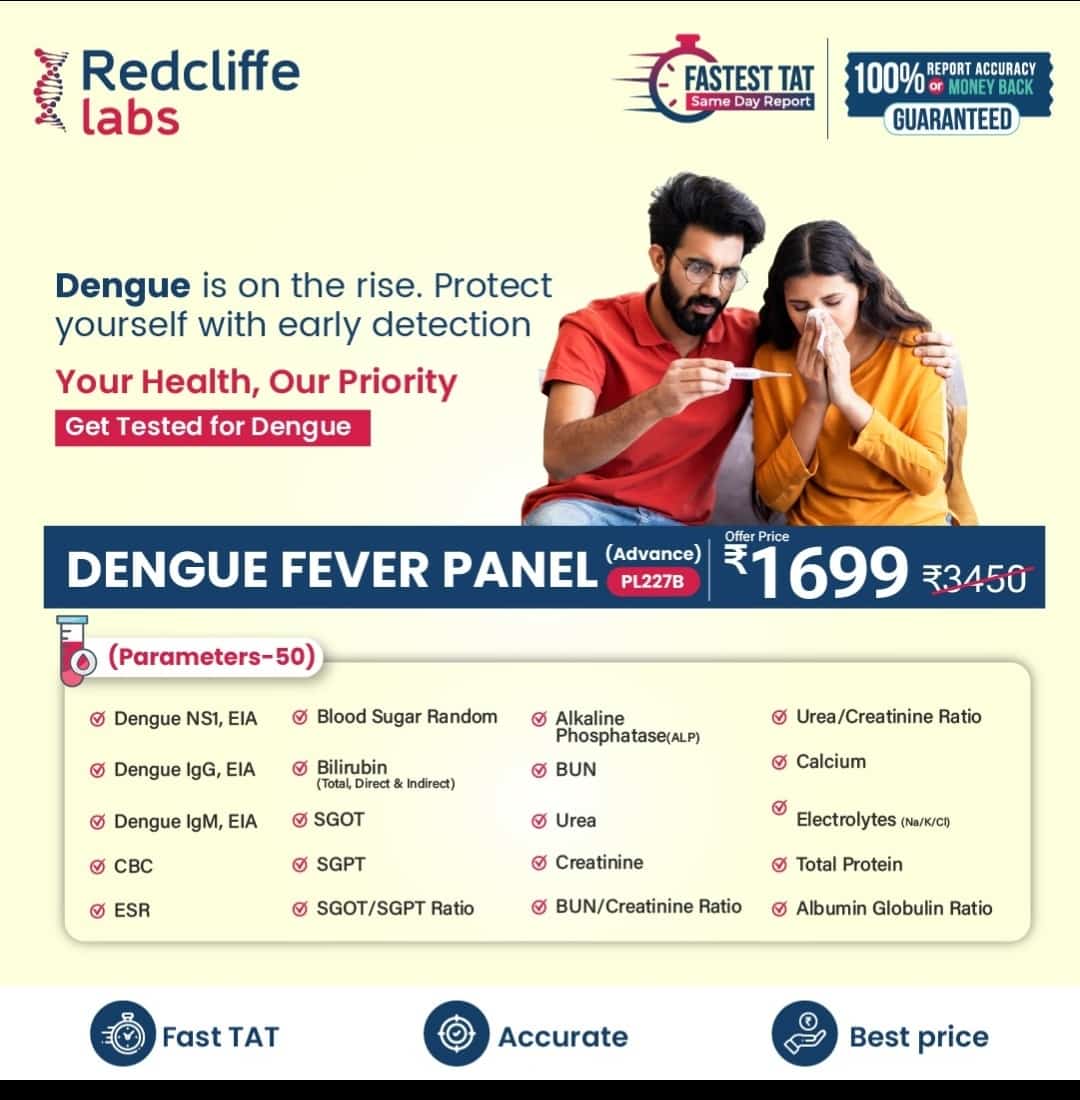 Redcliffe
labs
FASTEST TAT
Same Day Report
100% REPORT ACCURACY
or MONEY BACK
GUARANTEED
Dengue is on the rise. Protect
yourself with early detection
Your Health, Our Priority
Get Tested for Dengue
DENGUE FEVER PANEL (Advance)
PL227B
Offer Price
₹1699 ₹3450
(Parameters-50)
Dengue NS1, EIA
Dengue IgG, EIA
Dengue IgM, EIA
CBC
ESR
Blood Sugar Random
Bilirubin
(Total, Direct & Indirect)
SGOT
SGPT
SGOT/SGPT Ratio
Alkaline
Phosphatase(ALP)
BUN
Urea
Creatinine
BUN/Creatinine Ratio
Urea/Creatinine Ratio
Calcium
Electrolytes (Na/K/Cl)
Total Protein
Albumin Globulin Ratio
Fast TAT
Accurate
Best price